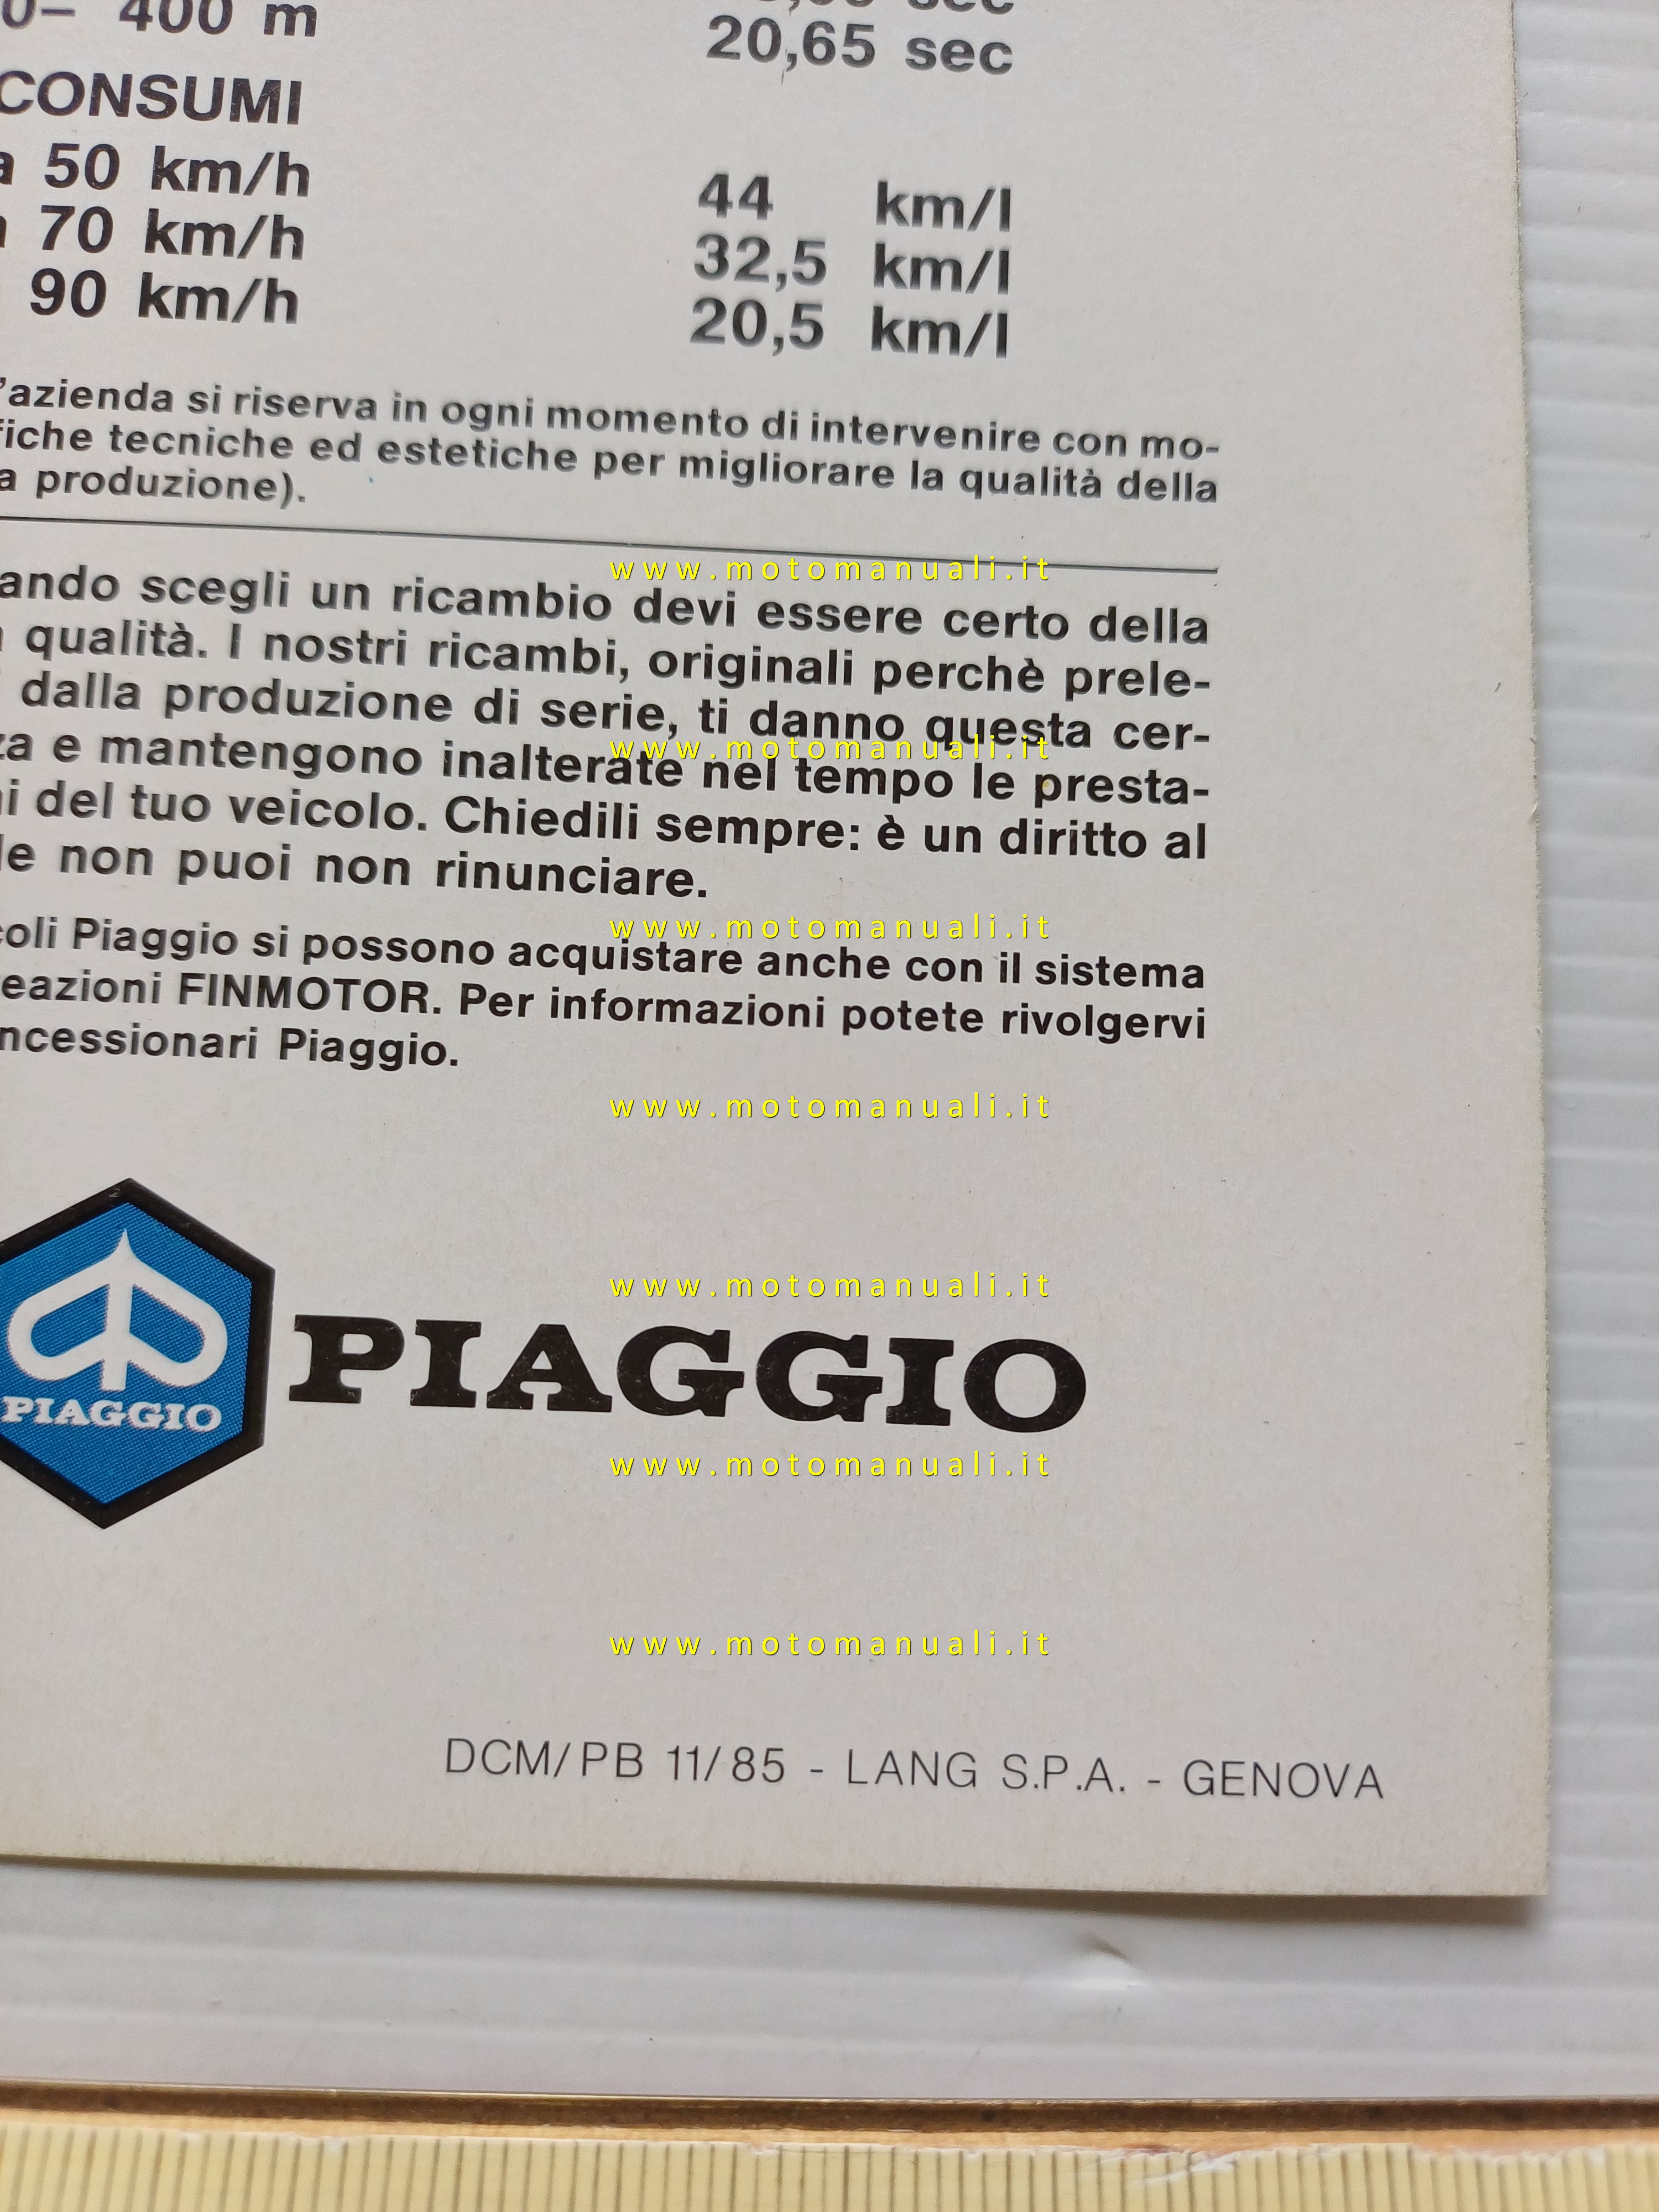 0– 400 m 20,65 sec
CONSUMI
a 50 km/h 44 km/l
70 km/h 32,5 km/l
90 km/h 20,5 km/l
'azienda si riserva in ogni momento di intervenire con mo-
fiche tecniche ed estetiche per migliorare la qualità della
a produzione).
www.motomanuali.it
ando scegli un ricambio devi essere certo della
qualità. I nostri ricambi, originali perchè prele-
dalla produzione di serie, ti danno questa cer-
www.motomanuali.it
za e mantengono inalterate nel tempo le presta-
ni del tuo veicolo. Chiedili sempre: è un diritto al
le non puoi non rinunciare.
www.motomanuali.it
coli Piaggio si possono acquistare anche con il sistema
eazioni FINMOTOR. Per informazioni potete rivolgervi
ncessionari Piaggio.
www.motomanuali.it
www.motomanuali.it
PIAGGIO
PIAGGIO
www.motomanuali.it
www.motomanuali.it
DCM/PB 11/85 - LANG S.P.A. - GENOVA